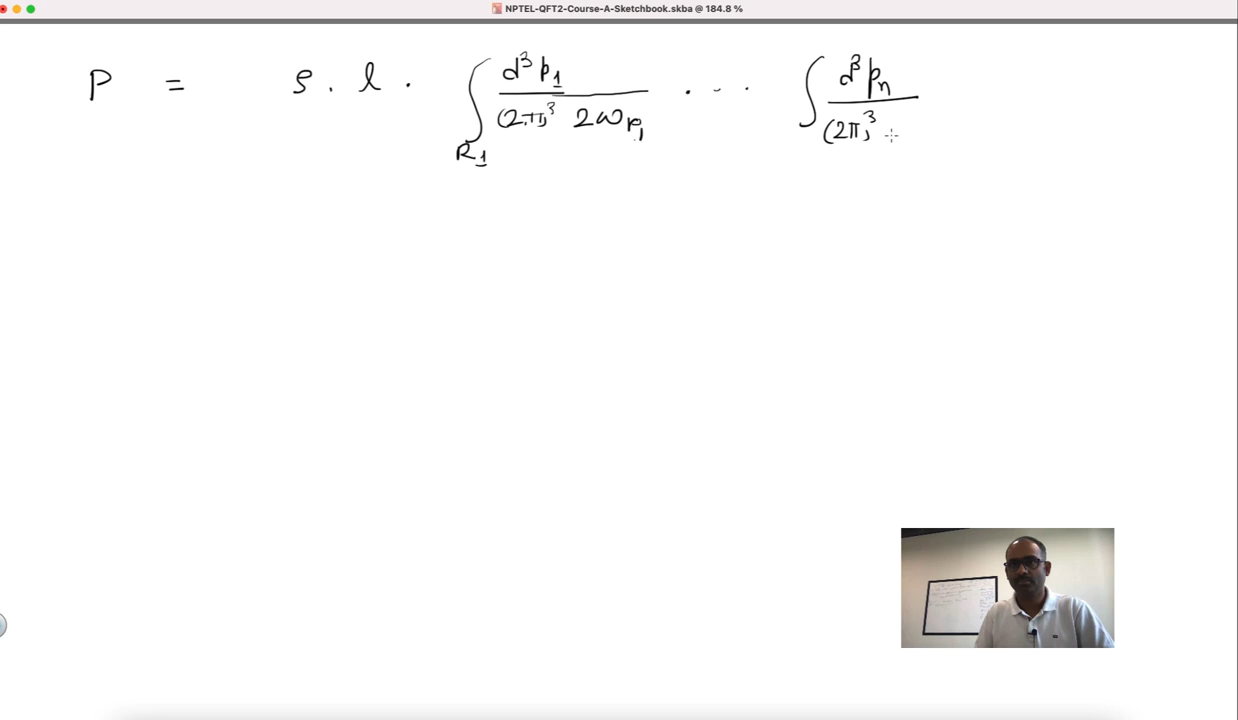 NPTEL-QFT2-Course-A-Sketchbook.skba @ 184.8 %
P = ρ . l . ∫_{R_1} d³p_1 / (2π)³ 2ω_{p_1} . . . ∫ d³p_n / (2π)³